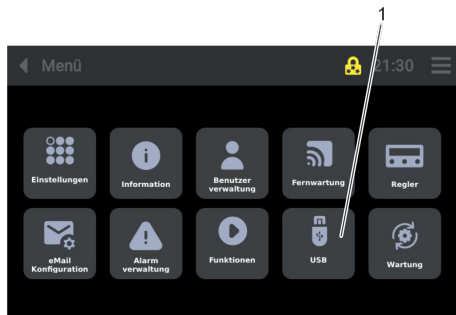 1
Menü
21:30
Einstellungen
Information
Benutzer
verwaltung
Fernwartung
Regler
eMail
Konfiguration
Alarm
verwaltung
Funktionen
USB
Wartung